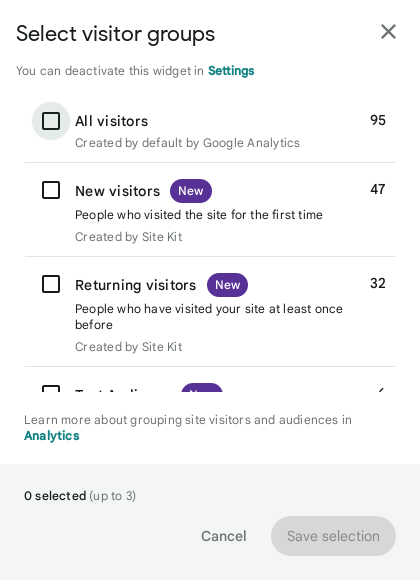 Select visitor groups
You can deactivate this widget in Settings
All visitors 95
Created by default by Google Analytics
New visitors New 47
People who visited the site for the first time
Created by Site Kit
Returning visitors New 32
People who have visited your site at least once
before
Created by Site Kit
Learn more about grouping site visitors and audiences in
Analytics
0 selected (up to 3)
Cancel Save selection